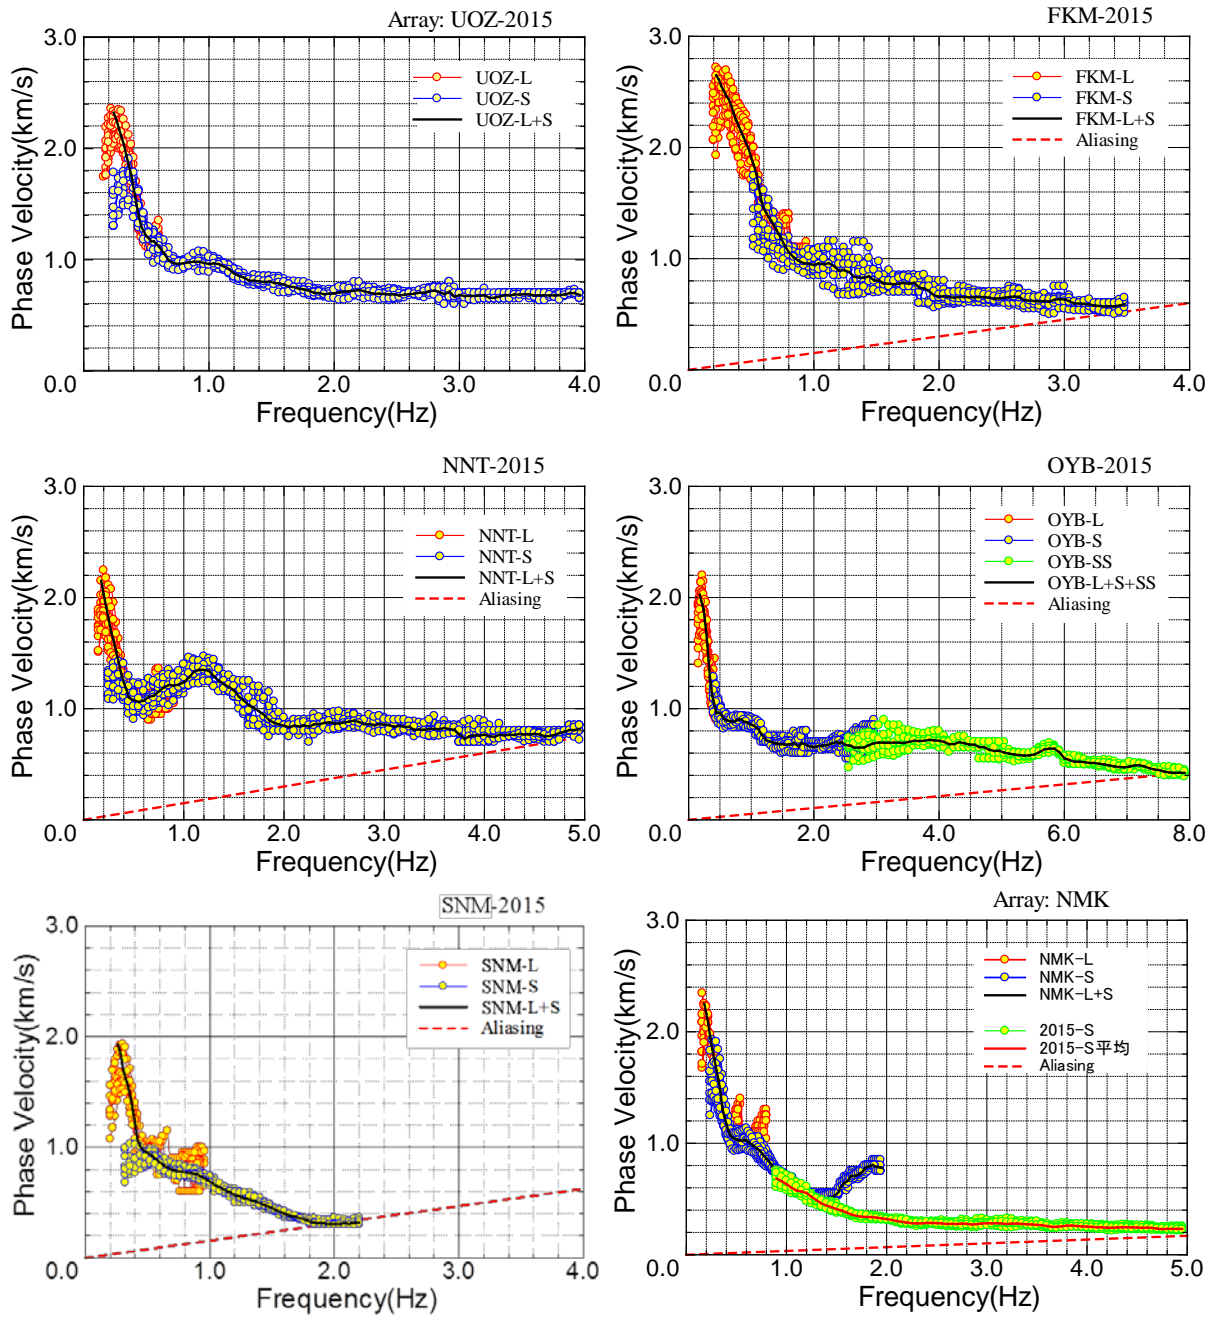 Array: UOZ-2015
3.0
2.0
1.0
0.0
1.0
2.0
3.0
4.0
Phase Velocity(km/s)
Frequency(Hz)
UOZ-L
UOZ-S
UOZ-L+S
FKM-2015
3.0
2.0
1.0
0.0
1.0
2.0
3.0
4.0
Phase Velocity(km/s)
Frequency(Hz)
FKM-L
FKM-S
FKM-L+S
Aliasing
NNT-2015
3.0
2.0
1.0
0.0
1.0
2.0
3.0
4.0
5.0
Phase Velocity(km/s)
Frequency(Hz)
NNT-L
NNT-S
NNT-L+S
Aliasing
OYB-2015
3.0
2.0
1.0
0.0
2.0
4.0
6.0
8.0
Phase Velocity(km/s)
Frequency(Hz)
OYB-L
OYB-S
OYB-SS
OYB-L+S+SS
Aliasing
SNM-2015
3.0
2.0
1.0
0.0
1.0
2.0
3.0
4.0
Phase Velocity(km/s)
Frequency(Hz)
SNM-L
SNM-S
SNM-L+S
Aliasing
Array: NMK
3.0
2.0
1.0
0.0
1.0
2.0
3.0
4.0
5.0
Phase Velocity(km/s)
Frequency(Hz)
NMK-L
NMK-S
NMK-L+S
2015-S
2015-S平均
Aliasing